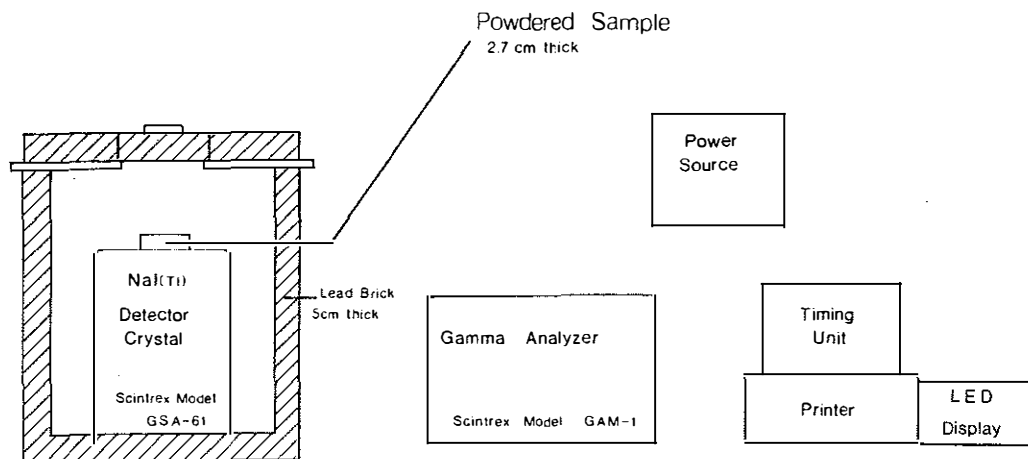 Powdered Sample
2.7 cm thick
Power
Source
NaI(Tl)
Detector
Crystal
Lead Brick
5cm thick
Scintrex Model
GSA-61
Gamma Analyzer
Scintrex Model GAM-1
Timing
Unit
Printer
LED
Display